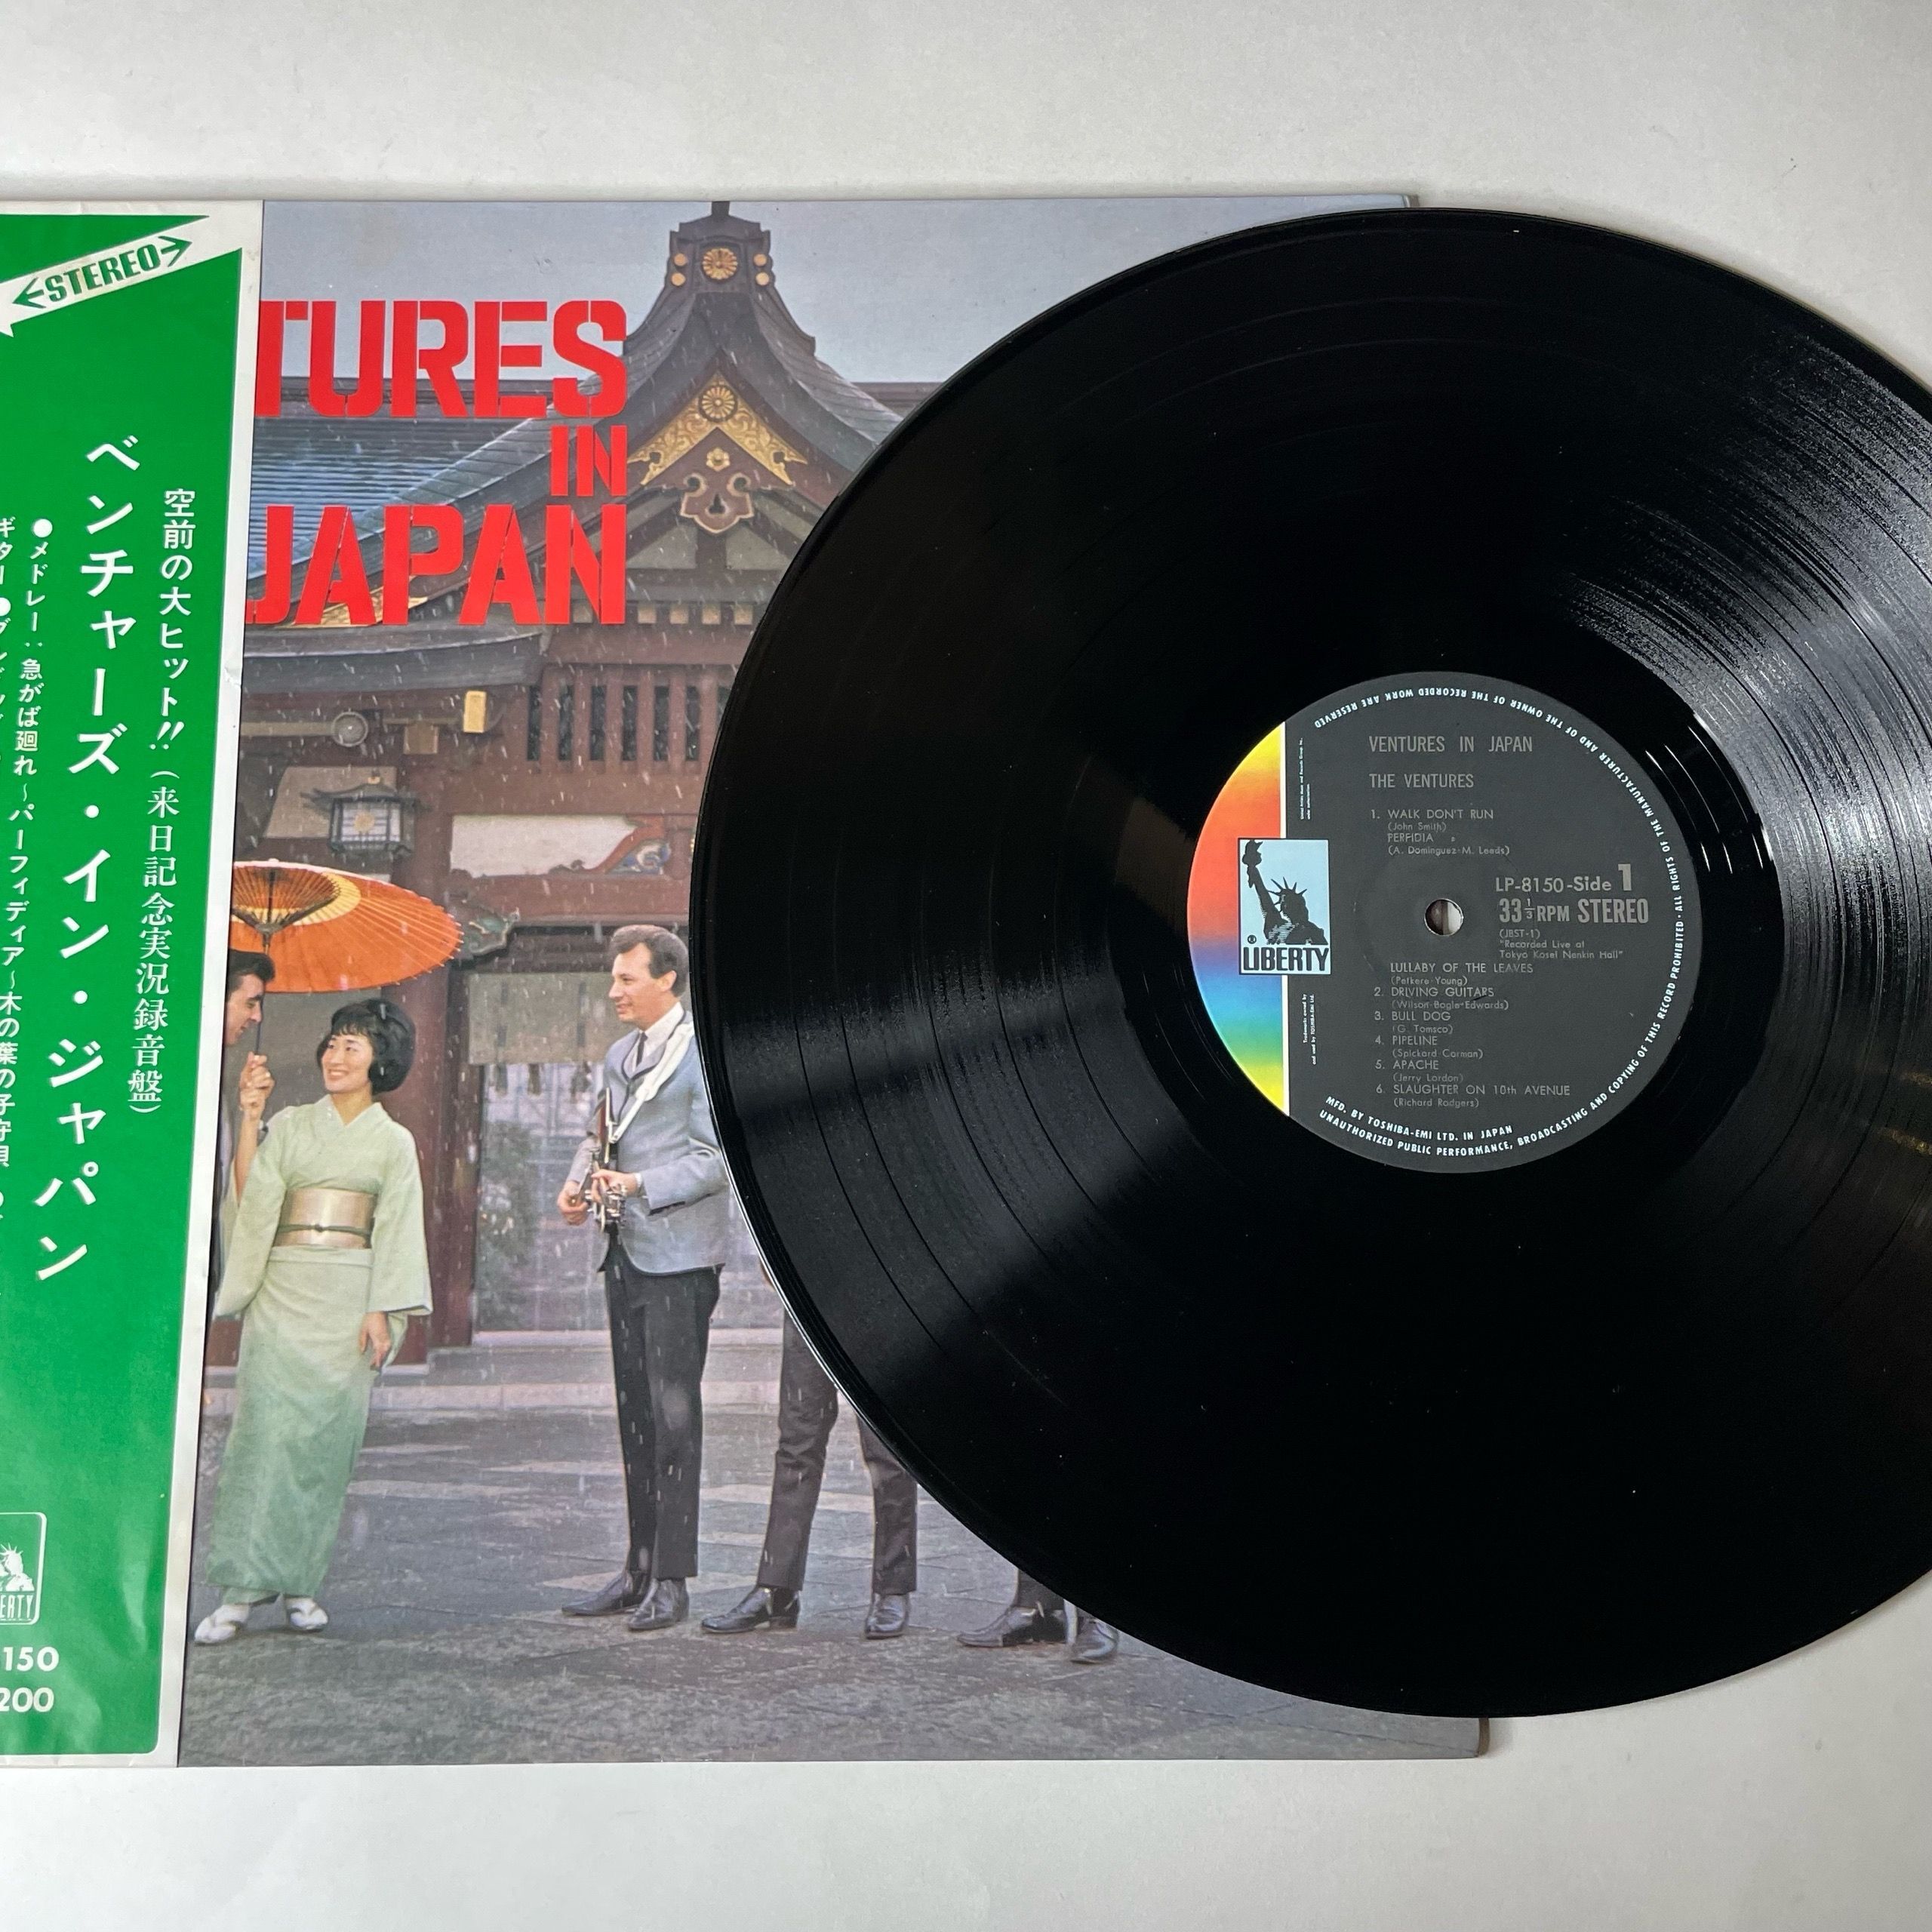 STEREO
空前の大ヒット!! (来日記念実況録音盤)
ベンチャーズ・イン・ジャパン
●メドレー:急がば廻れ~パーフィディア~木の葉の子守唄
ギター●
LIBERTY
150
200
TURES
IN
JAPAN
VENTURES IN JAPAN
THE VENTURES
1. WALK DON'T RUN
(John Smith)
PERFIDIA
(A. Dominguez-M. Leeds)
LP-8150-Side 1
33⅓RPM STEREO
(JBST-1)
"Recorded Live at
Tokyo Kosei Nenkin Hall"
LULLABY OF THE LEAVES
(Petkere-Young)
2. DRIVING GUITARS
(Wilson-Bogle-Edwards)
3. BULL DOG
(G. Tomsco)
4. PIPELINE
(Spickard Carman)
5. APACHE
(Jerry Lordon)
6. SLAUGHTER ON 10th AVENUE
(Richard Rodgers)
® LIBERTY
MFD. BY TOSHIBA-EMI LTD. IN JAPAN
ALL RIGHTS OF THE MANUFACTURER AND OF THE OWNER OF THE RECORDED WORK ARE RESERVED
UNAUTHORIZED PUBLIC PERFORMANCE, BROADCASTING AND COPYING OF THIS RECORD PROHIBITED